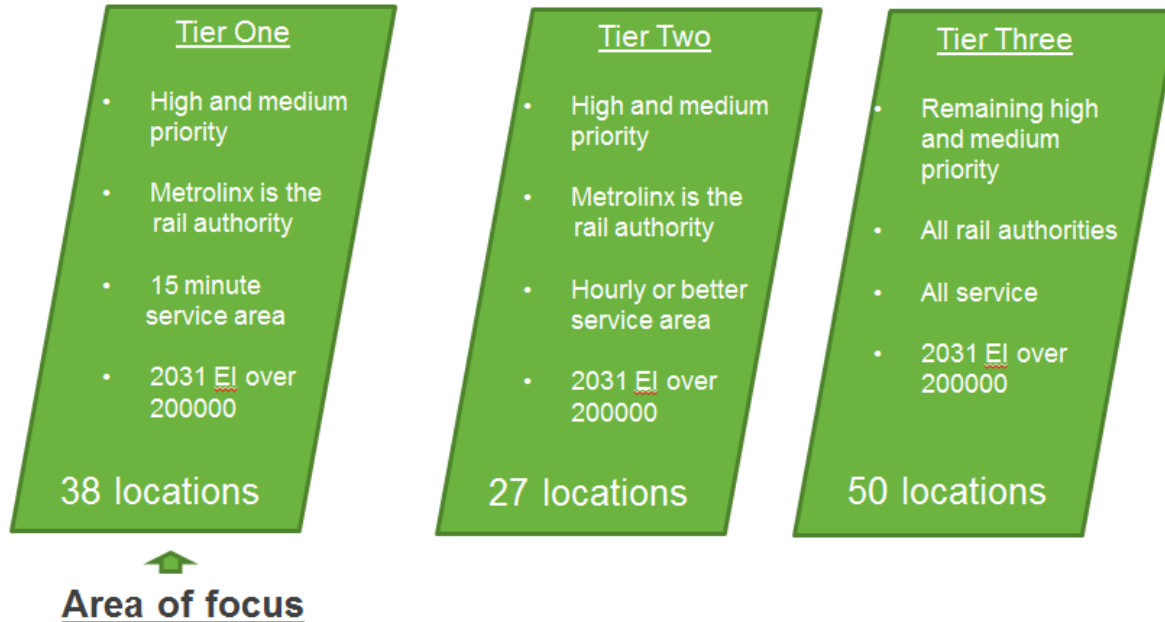 Tier One
• High and medium
priority
• Metrolinx is the
rail authority
• 15 minute
service area
• 2031 EI over
200000
38 locations
Area of focus
Tier Two
• High and medium
priority
• Metrolinx is the
rail authority
• Hourly or better
service area
• 2031 EI over
200000
27 locations
Tier Three
• Remaining high
and medium
priority
• All rail authorities
• All service
• 2031 EI over
200000
50 locations